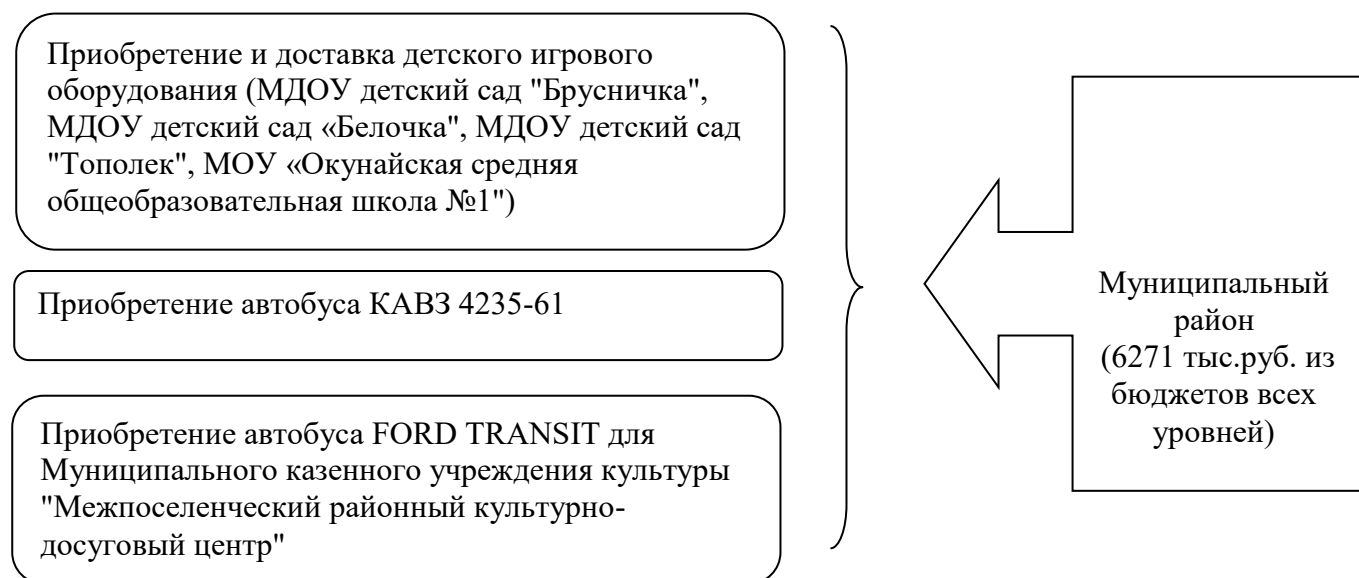 Приобретение и доставка детского игрового
оборудования (МДОУ детский сад "Брусничка",
МДОУ детский сад «Белочка", МДОУ детский сад
"Тополек", МОУ «Окунайская средняя
общеобразовательная школа №1")
Приобретение автобуса КАВЗ 4235-61
Приобретение автобуса FORD TRANSIT для
Муниципального казенного учреждения культуры
"Межпоселенческий районный культурно-
досуговый центр"
Муниципальный
район
(6271 тыс.руб. из
бюджетов всех
уровней)